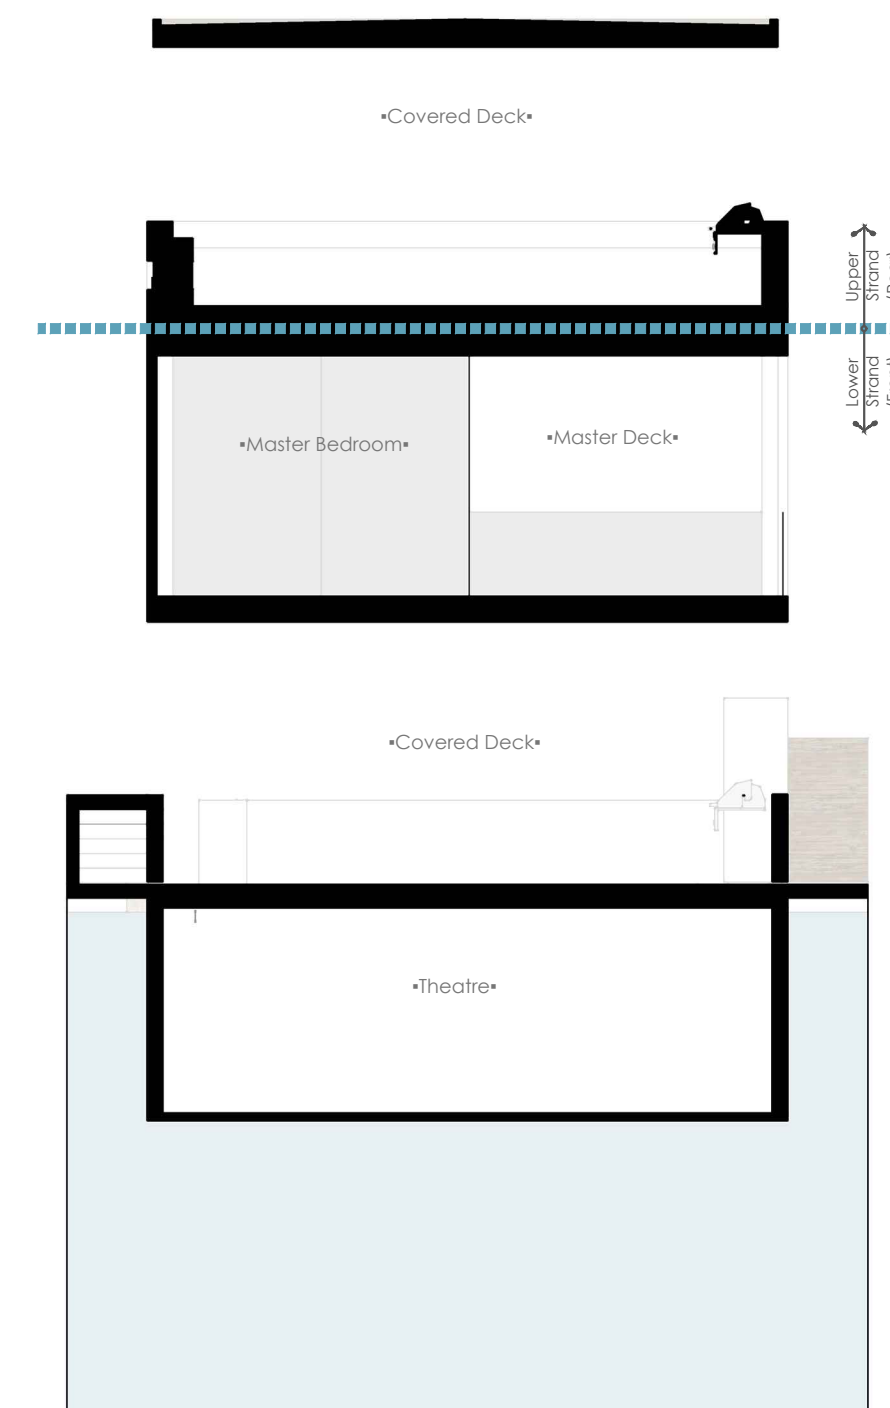 ▪Covered Deck▪
Upper
Strand
▪Master Bedroom▪
▪Master Deck▪
Lower
Strand
▪Covered Deck▪
▪Theatre▪